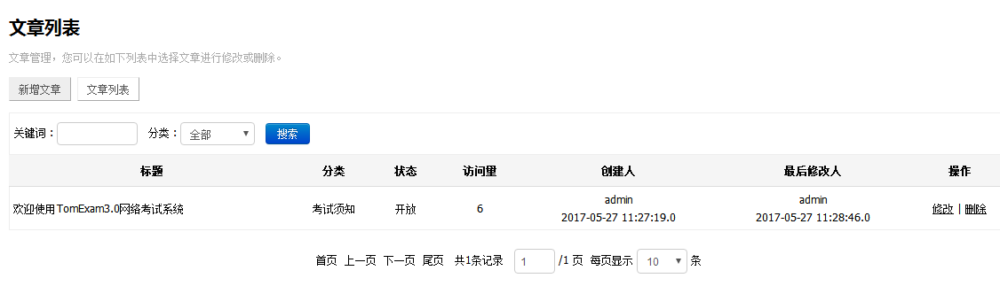 文章列表
文章管理，您可以在如下列表中选择文章进行修改或删除。
新增文章 文章列表
关键词： 分类： 全部 搜索
标题 分类 状态 访问量 创建人 最后修改人 操作
欢迎使用TomExam3.0网络考试系统 考试须知 开放 6 admin 2017-05-27 11:27:19.0 admin 2017-05-27 11:28:46.0 修改 | 删除
首页 上一页 下一页 尾页 共1条记录 1 /1 页 每页显示 10 条